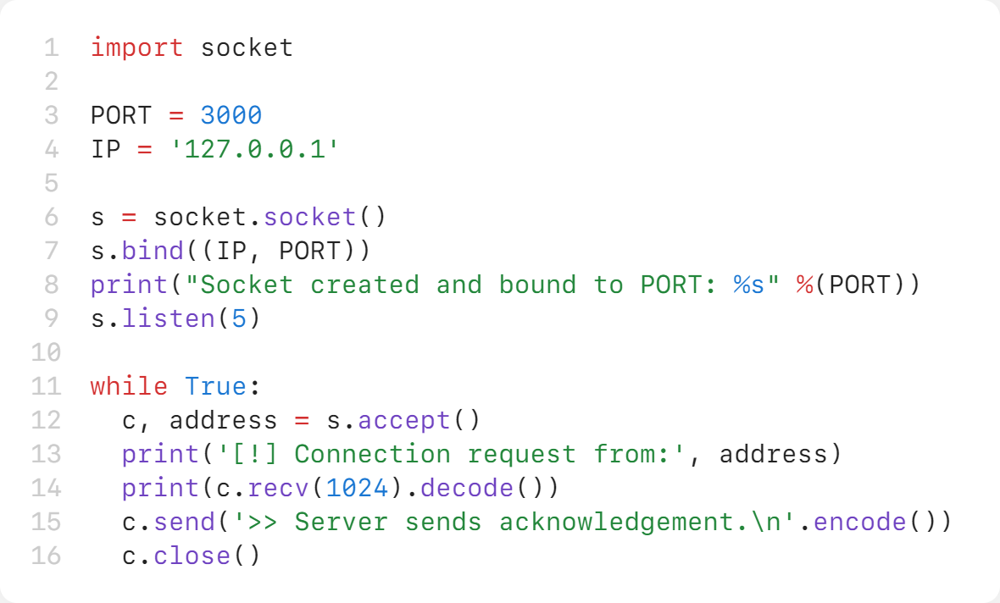 1 import socket
2
3 PORT = 3000
4 IP = '127.0.0.1'
5
6 s = socket.socket()
7 s.bind((IP, PORT))
8 print("Socket created and bound to PORT: %s" %(PORT))
9 s.listen(5)
10
11 while True:
12   c, address = s.accept()
13   print('[!] Connection request from:', address)
14   print(c.recv(1024).decode())
15   c.send('>> Server sends acknowledgement.\n'.encode())
16   c.close()